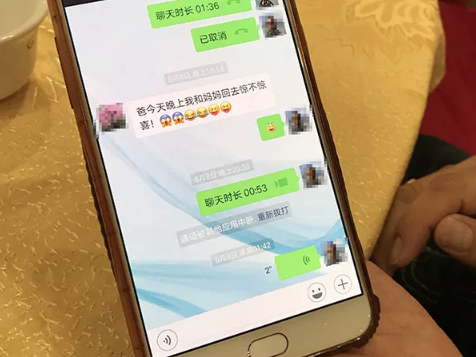 聊天时长 01:36
已取消
爸今天晚上我和妈妈回去惊不惊
喜！😱😱😂😂😝😝
聊天时长 00:53
通话被其他应用中断，重新拨打
2"